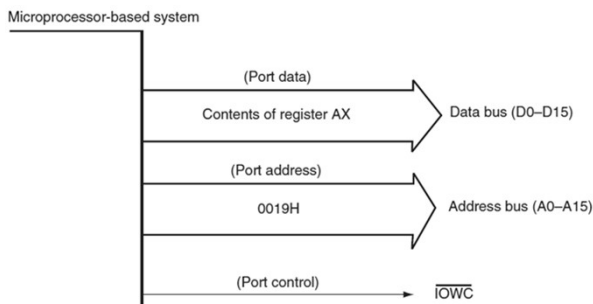 Microprocessor-based system
(Port data)
Contents of register AX
Data bus (D0–D15)
(Port address)
0019H
Address bus (A0–A15)
(Port control)
IOWC